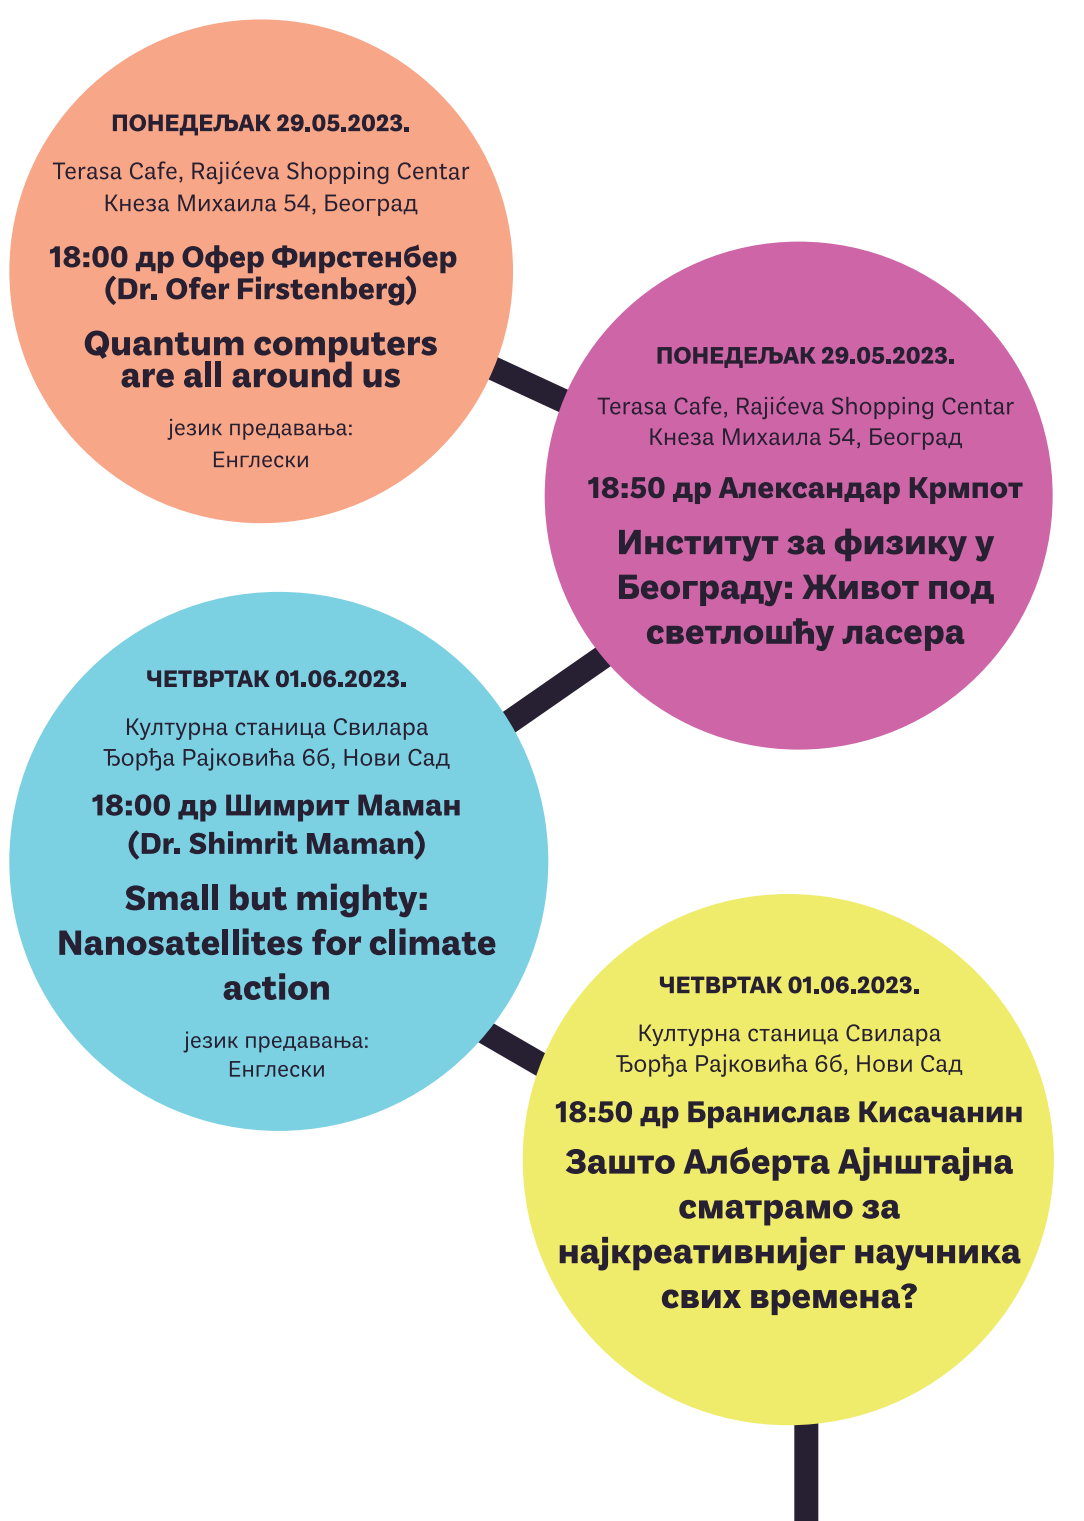 ПОНЕДЕЉАК 29.05.2023.
Terasa Cafe, Rajićeva Shopping Centar
Кнеза Михаила 54, Београд
18:00 др Офер Фирстенбер
(Dr. Ofer Firstenberg)
Quantum computers
are all around us
језик предавања:
Енглески
ПОНЕДЕЉАК 29.05.2023.
Terasa Cafe, Rajićeva Shopping Centar
Кнеза Михаила 54, Београд
18:50 др Александар Крмпот
Институт за физику у
Београду: Живот под
светлошћу ласера
ЧЕТВРТАК 01.06.2023.
Културна станица Свилара
Ђорђа Рајковића 6б, Нови Сад
18:00 др Шимрит Маман
(Dr. Shimrit Maman)
Small but mighty:
Nanosatellites for climate
action
језик предавања:
Енглески
ЧЕТВРТАК 01.06.2023.
Културна станица Свилара
Ђорђа Рајковића 6б, Нови Сад
18:50 др Бранислав Кисачанин
Зашто Алберта Ајнштајна
сматрамо за
најкреативнијег научника
свих времена?